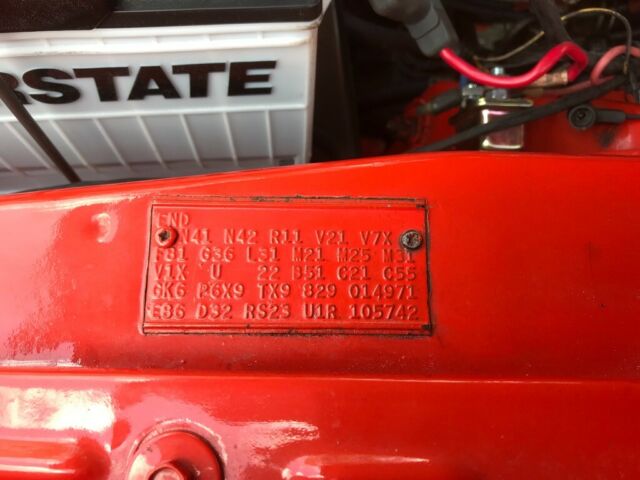 RSTATE
END
N41 N42 R11 V21 V7X
F81 G36 L31 M21 M25 M31
V1X U 22 B51 C21 C55
GK6 P6X9 TX9 829 014971
E86 D32 RS23 U1R 105742